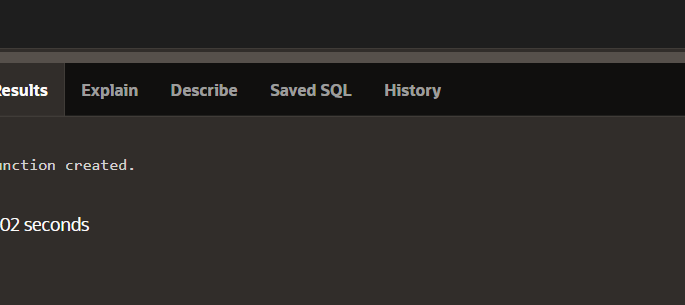 Results Explain Describe Saved SQL History
unction created.
02 seconds